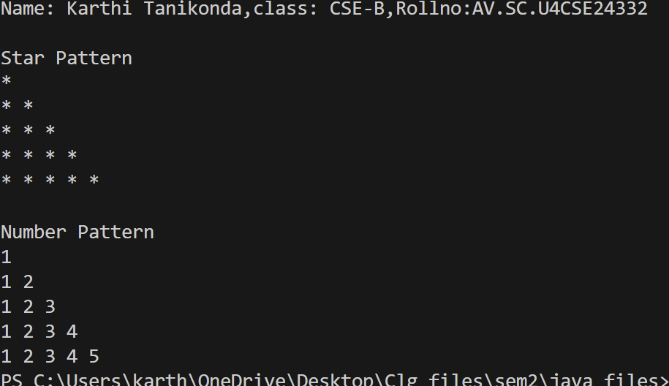 Name: Karthi Tanikonda,class: CSE-B,Rollno:AV.SC.U4CSE24332
Star Pattern
*
* *
* * *
* * * *
* * * * *
Number Pattern
1
1 2
1 2 3
1 2 3 4
1 2 3 4 5
PS C:\Users\karth\OneDrive\Desktop\Clg files\sem2\java files>